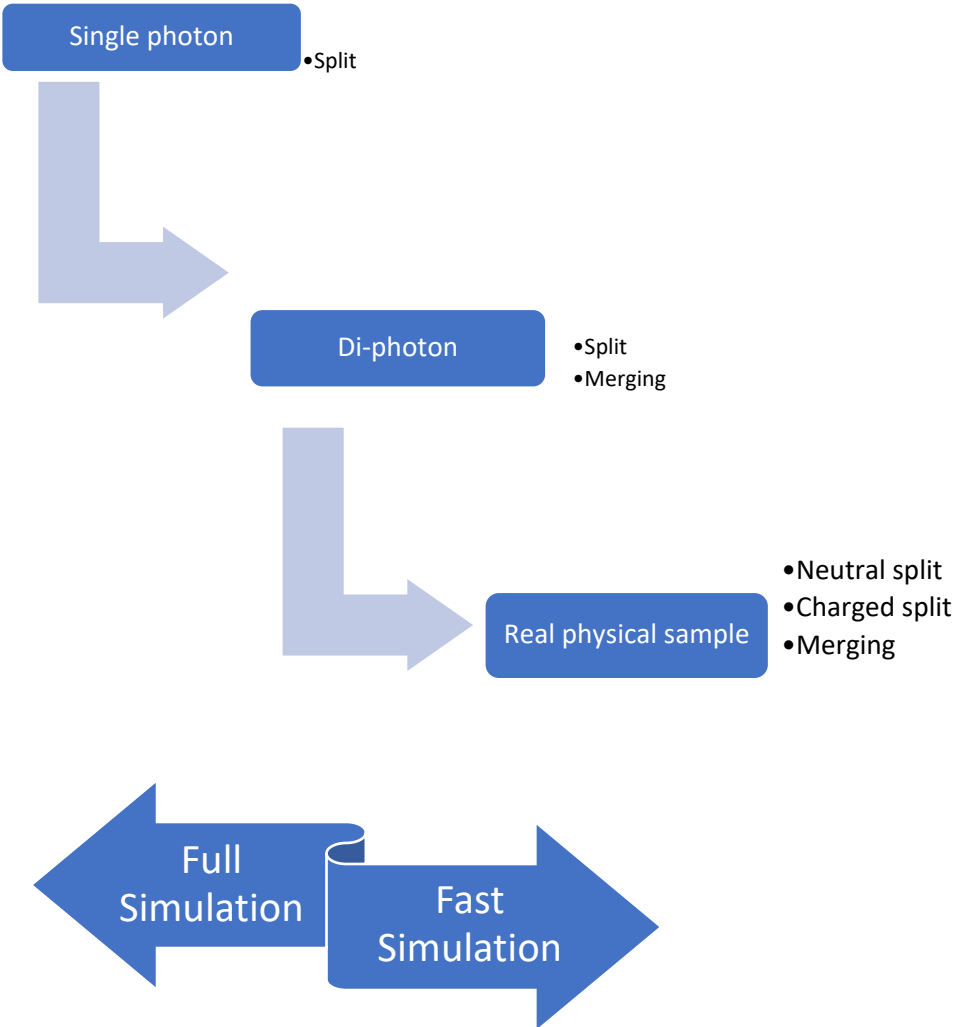 Single photon
•Split
Di-photon
•Split
•Merging
Real physical sample
•Neutral split
•Charged split
•Merging
Full
Simulation
Fast
Simulation